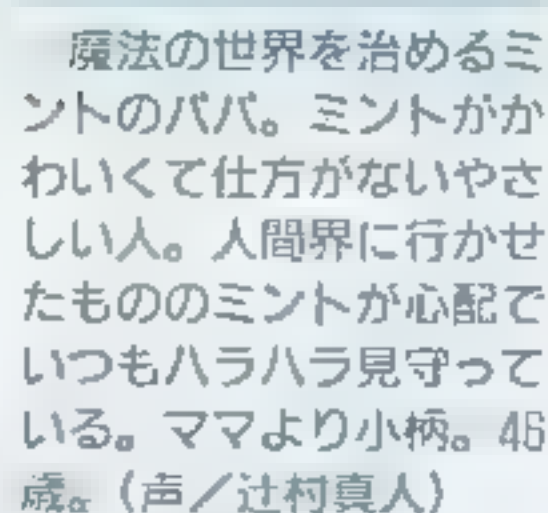 魔法の世界を治めるミ
ントのパパ。ミントがか
わいくて仕方がないやさ
しい人。人間界に行かせ
たもののミントが心配で
いつもハラハラ見守って
いる。ママより小柄。46
歳。(声/辻村真人)